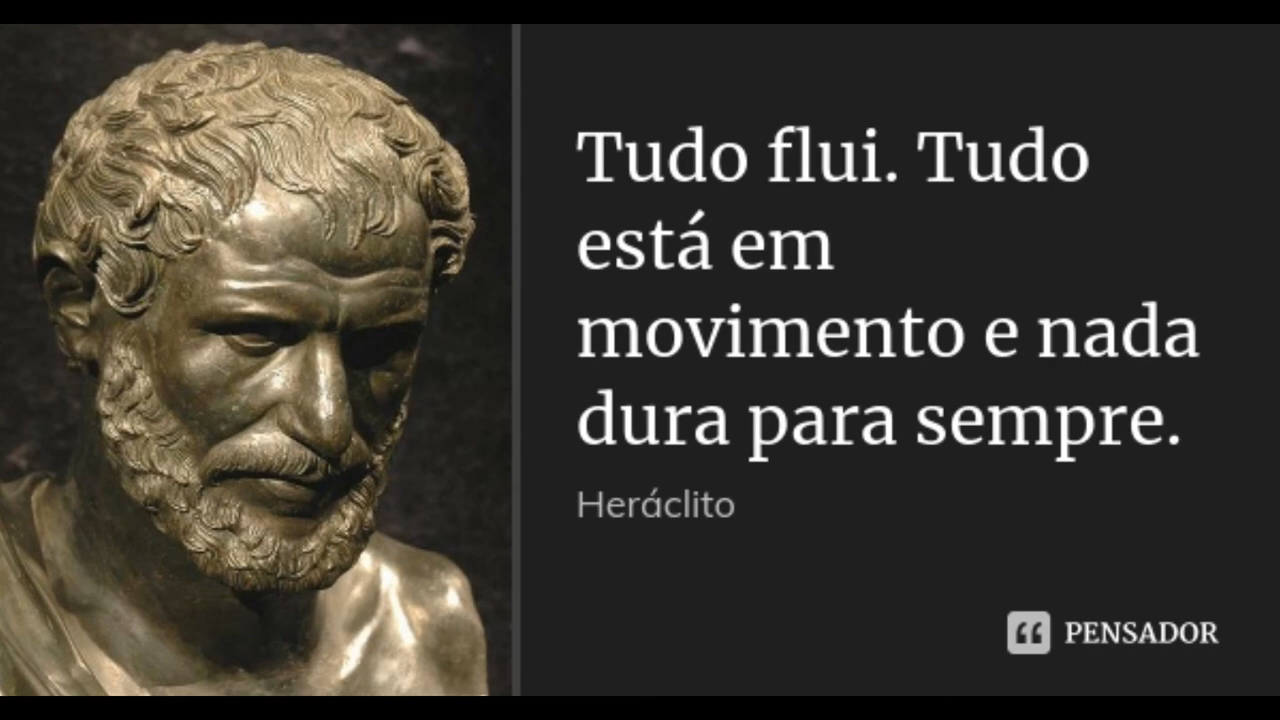 Tudo flui. Tudo
está em
movimento e nada
dura para sempre.
Heráclito
PENSADOR